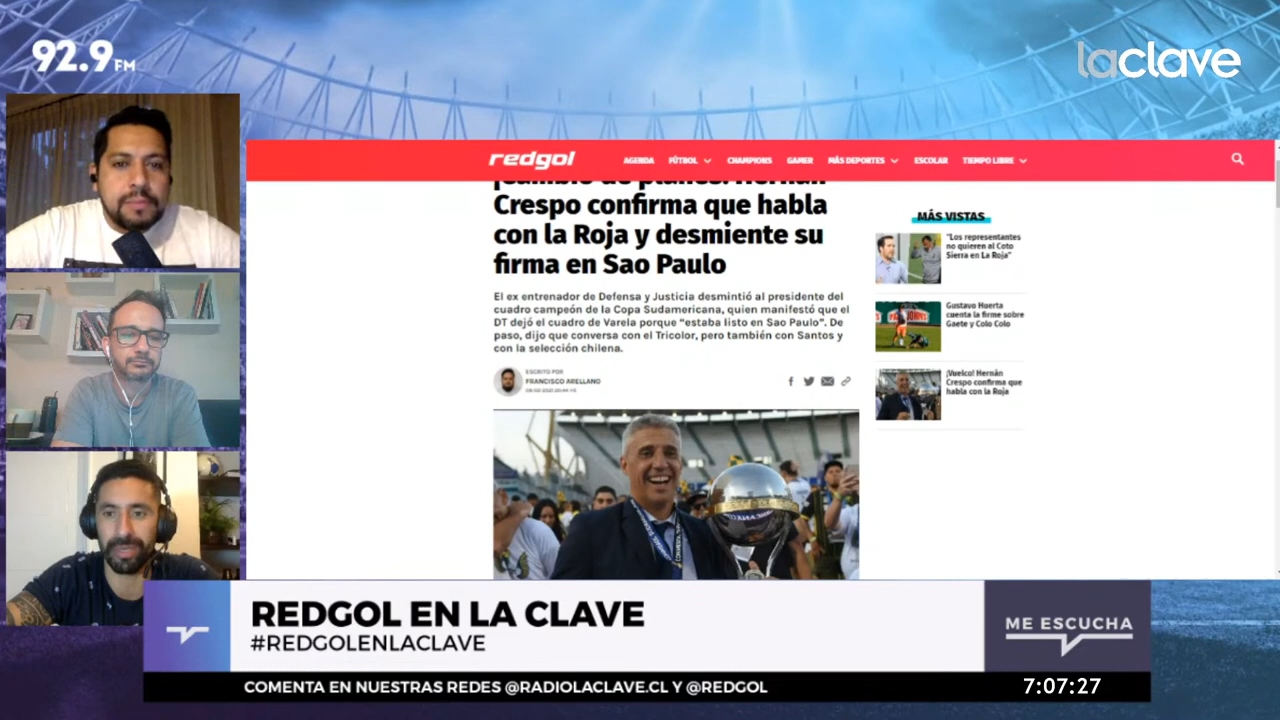 92.9 FM
laclave
redgol
AGENDA FÚTBOL CHAMPIONS GAMER MÁS DEPORTES ESCOLAR TIEMPO LIBRE
¡Cambio de planes! Hernán
Crespo confirma que habla
con la Roja y desmiente su
firma en Sao Paulo
El ex entrenador de Defensa y Justicia desmintió al presidente del
cuadro campeón de la Copa Sudamericana, quien manifestó que el
DT dejó el cuadro de Varela porque “estaba listo en Sao Paulo”. De
paso, dijo que conversa con el Tricolor, pero también con Santos y
con la selección chilena.
ESCRITO POR
FRANCISCO ARELLANO
MÁS VISTAS
"Los representantes
no quieren al Coto
Sierra en La Roja"
Gustavo Huerta
cuenta la firme sobre
Gaete y Colo Colo
¡Vuelco! Hernán
Crespo confirma que
habla con la Roja
REDGOL EN LA CLAVE
#REDGOLENLACLAVE
ME ESCUCHA
COMENTA EN NUESTRAS REDES @RADIOLACLAVE.CL Y @REDGOL
7:07:27